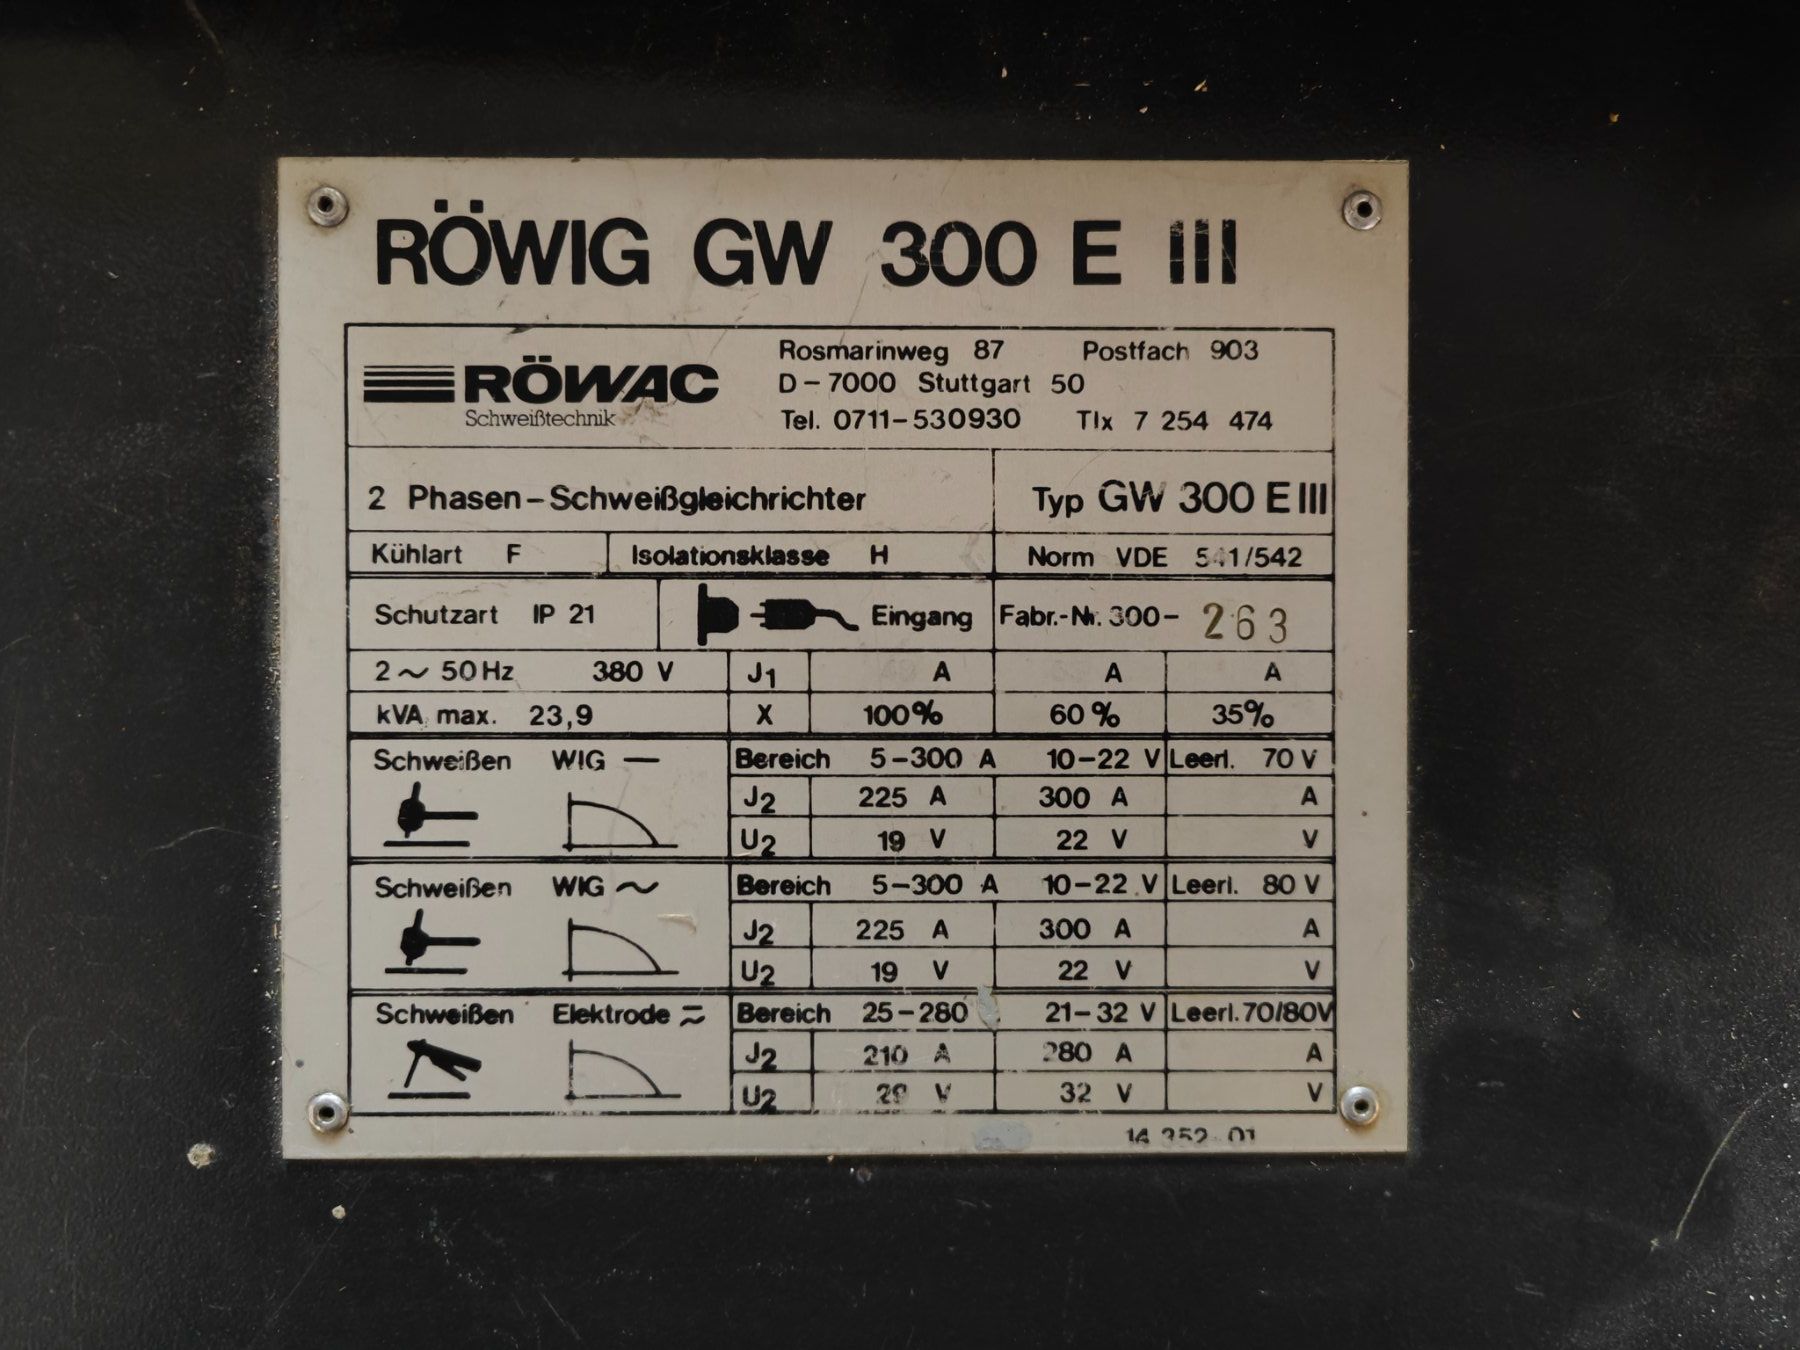 RÖWIG GW 300 E III
RÖWAC
Schweißtechnik
Rosmarinweg 87 Postfach 903
D-7000 Stuttgart 50
Tel. 0711-530930 Tlx 7 254 474
2 Phasen-Schweißgleichrichter Typ GW 300 E III
Kühlart F Isolationsklasse H Norm VDE 541/542
Schutzart IP 21 Eingang Fabr.-Nr. 300- 263
2 ~ 50 Hz 380 V J1 A A A
kVA max. 23,9 X 100% 60% 35%
Schweißen WIG — Bereich 5-300 A 10-22 V Leerl. 70 V
J2 225 A 300 A A
U2 19 V 22 V V
Schweißen WIG ~ Bereich 5-300 A 10-22 V Leerl. 80 V
J2 225 A 300 A A
U2 19 V 22 V V
Schweißen Elektrode Bereich 25-280 21-32 V Leerl. 70/80V
J2 210 A 280 A A
U2 V 32 V V
14 352 01